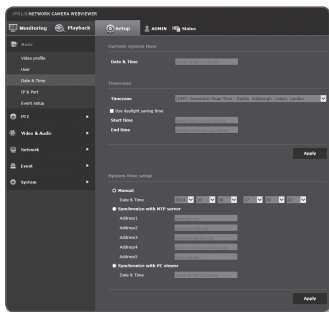 iPOLIS NETWORK CAMERA WEBVIEWER
Monitoring Playback Setup ADMIN Status
Basic
Video profile
User
Date & Time
IP & Port
Event setup
PTZ
Video & Audio
Network
Event
System
Current system time
Date & Time
Timezone
Timezone (GMT) Greenwich Mean Time : Dublin, Edinburgh, Lisbon, London
Use daylight saving time
Start time
End time
Apply
System time setup
Manual
Date & Time
Synchronize with NTP server
Address1
Address2
Address3
Address4
Address5
Synchronize with PC viewer
Date & Time
Apply